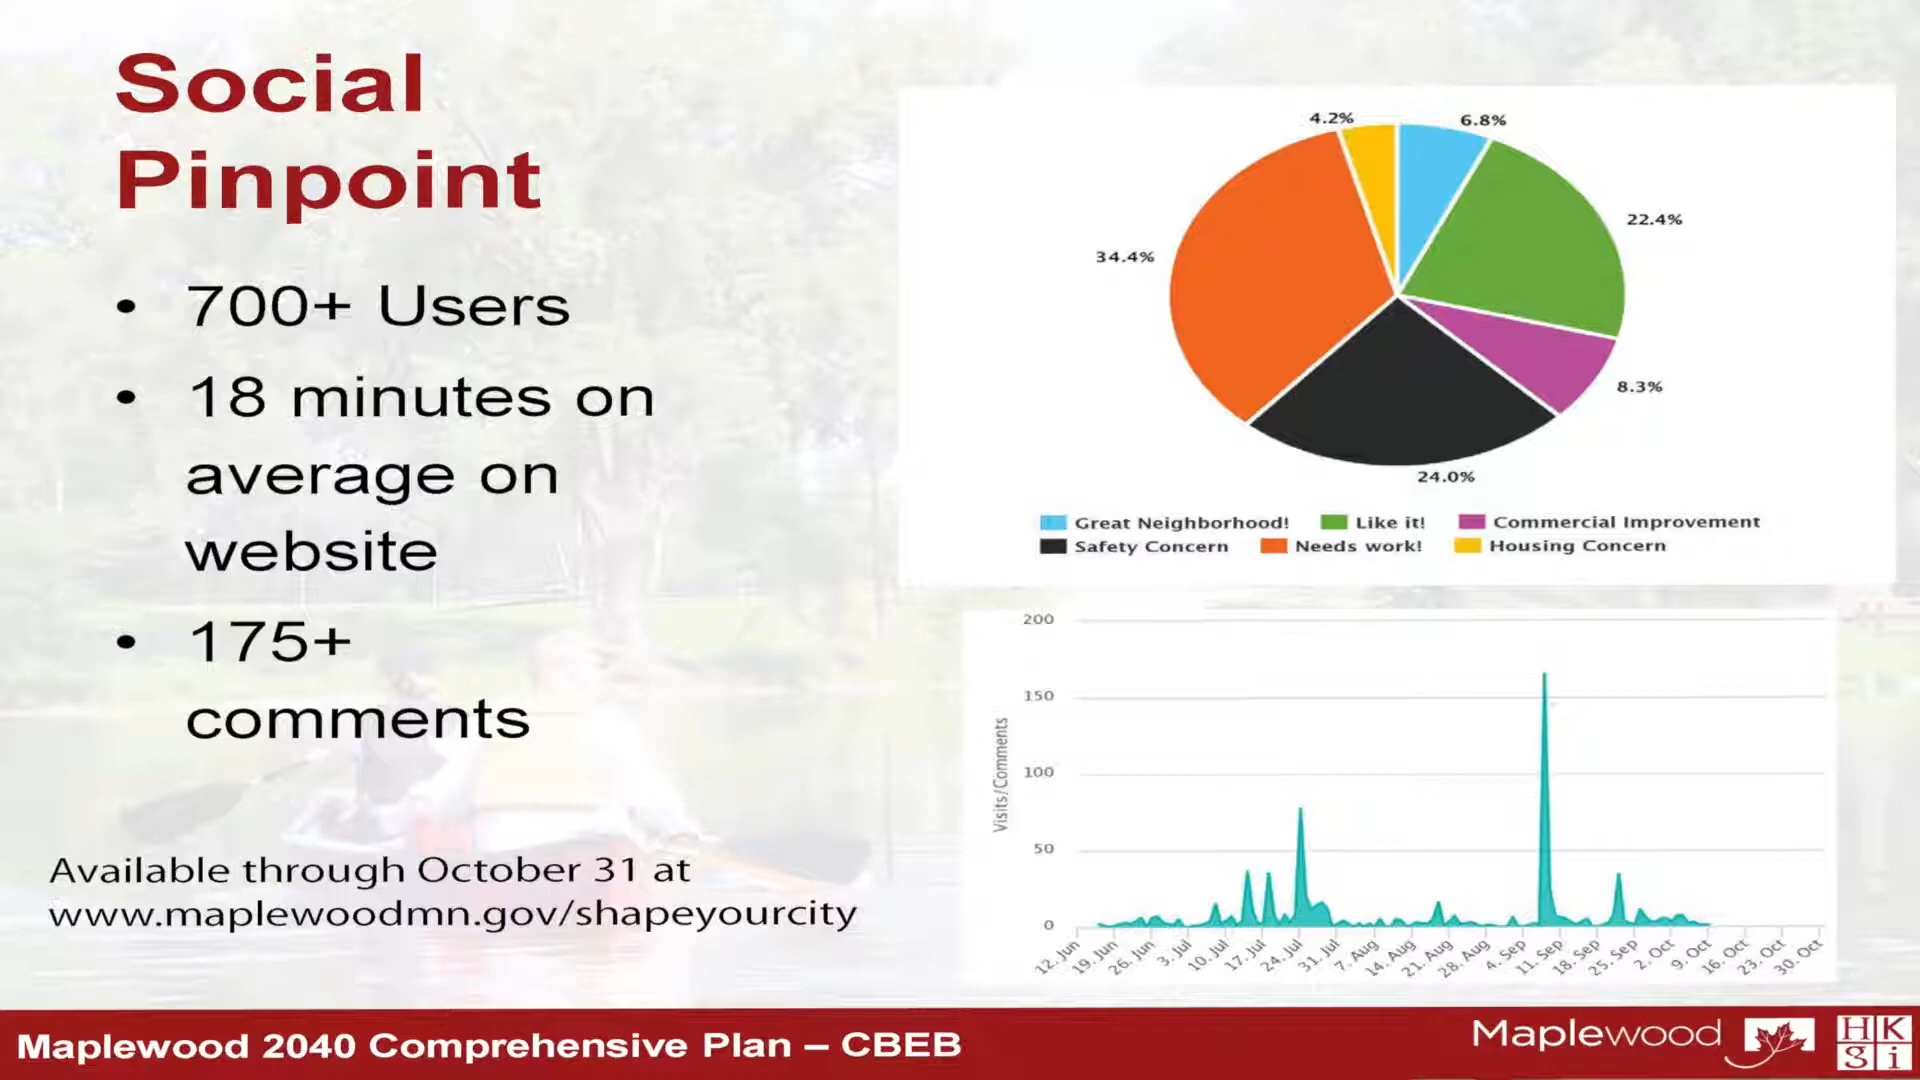 Social
Pinpoint
• 700+ Users
• 18 minutes on
average on
website
• 175+
comments
Available through October 31 at
www.maplewoodmn.gov/shapeyourcity
4.2%
6.8%
22.4%
34.4%
8.3%
24.0%
Great Neighborhood! Like it! Commercial Improvement
Safety Concern Needs work! Housing Concern
200
150
100
50
0
Visits/Comments
12. Jun 19. Jun 26. Jun 3. Jul 10. Jul 17. Jul 24. Jul 31. Jul 7. Aug 14. Aug 21. Aug 28. Aug 4. Sep 11. Sep 18. Sep 25. Sep 2. Oct 9. Oct 16. Oct 23. Oct 30. Oct
Maplewood 2040 Comprehensive Plan – CBEB
Maplewood
HK
gi